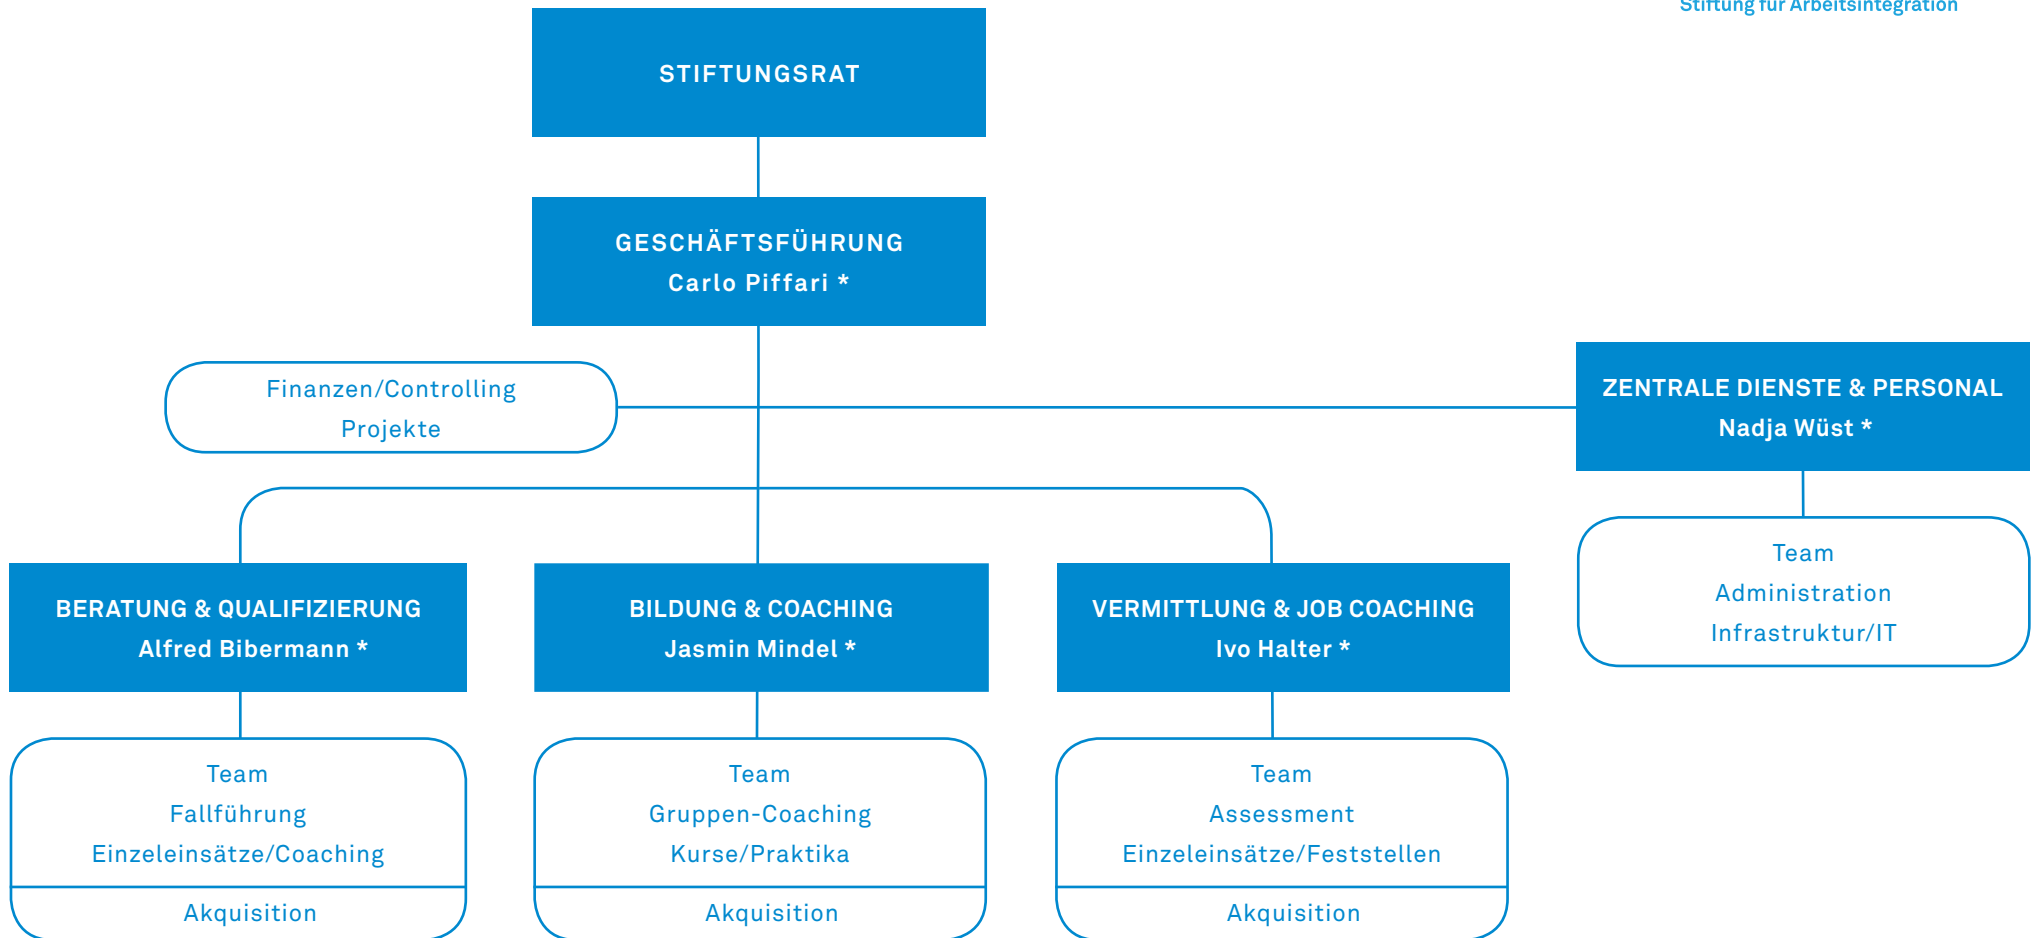 Stiftung für Arbeitsintegration
STIFTUNGSRAT
GESCHÄFTSFÜHRUNG
Carlo Piffari *
Finanzen/Controlling
Projekte
ZENTRALE DIENSTE & PERSONAL
Nadja Wüst *
Team
Administration
Infrastruktur/IT
BERATUNG & QUALIFIZIERUNG
Alfred Bibermann *
BILDUNG & COACHING
Jasmin Mindel *
VERMITTLUNG & JOB COACHING
Ivo Halter *
Team
Fallführung
Einzeleinsätze/Coaching
Akquisition
Team
Gruppen-Coaching
Kurse/Praktika
Akquisition
Team
Assessment
Einzeleinsätze/Feststellen
Akquisition